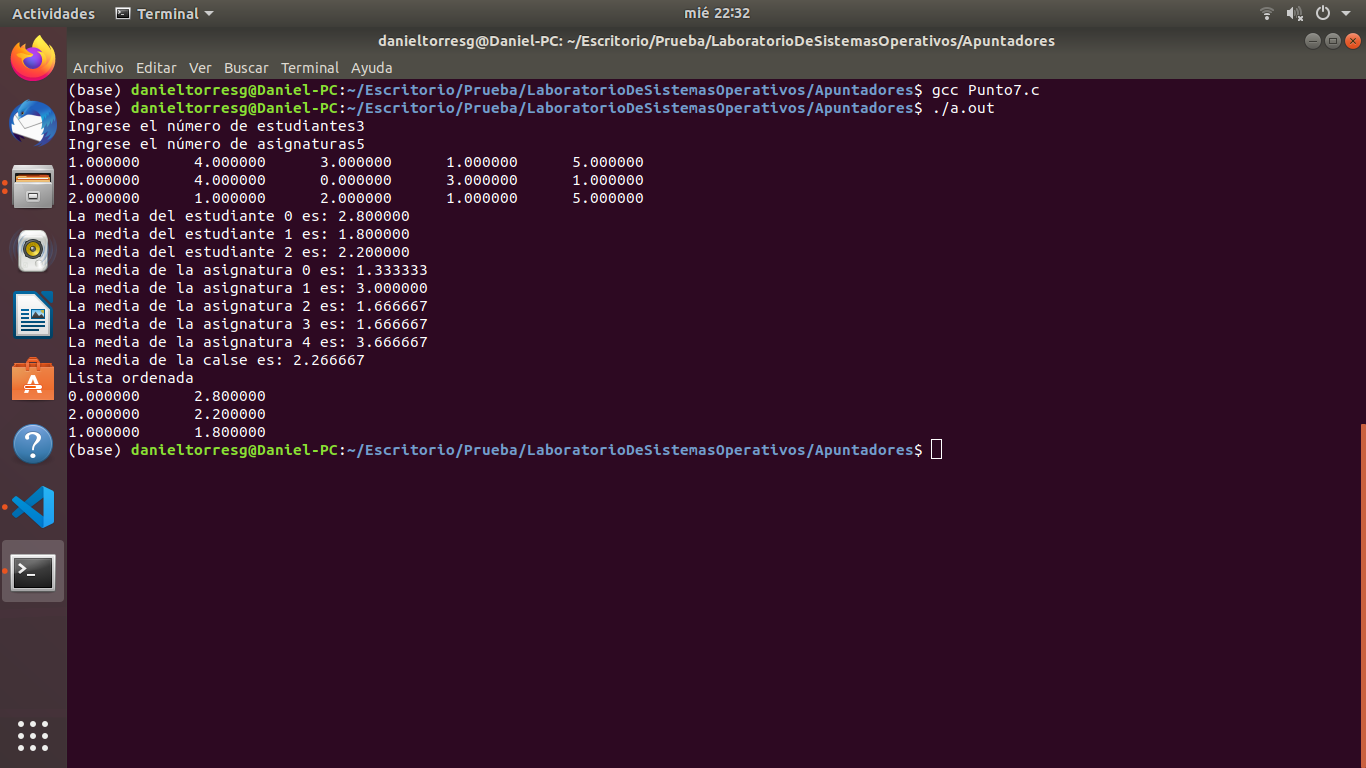 Actividades Terminal mié 22:32
danieltorresg@Daniel-PC: ~/Escritorio/Prueba/LaboratorioDeSistemasOperativos/Apuntadores
Archivo Editar Ver Buscar Terminal Ayuda
(base) danieltorresg@Daniel-PC:~/Escritorio/Prueba/LaboratorioDeSistemasOperativos/Apuntadores$ gcc Punto7.c
(base) danieltorresg@Daniel-PC:~/Escritorio/Prueba/LaboratorioDeSistemasOperativos/Apuntadores$ ./a.out
Ingrese el número de estudiantes3
Ingrese el número de asignaturas5
1.000000 4.000000 3.000000 1.000000 5.000000
1.000000 4.000000 0.000000 3.000000 1.000000
2.000000 1.000000 2.000000 1.000000 5.000000
La media del estudiante 0 es: 2.800000
La media del estudiante 1 es: 1.800000
La media del estudiante 2 es: 2.200000
La media de la asignatura 0 es: 1.333333
La media de la asignatura 1 es: 3.000000
La media de la asignatura 2 es: 1.666667
La media de la asignatura 3 es: 1.666667
La media de la asignatura 4 es: 3.666667
La media de la calse es: 2.266667
Lista ordenada
0.000000 2.800000
2.000000 2.200000
1.000000 1.800000
(base) danieltorresg@Daniel-PC:~/Escritorio/Prueba/LaboratorioDeSistemasOperativos/Apuntadores$